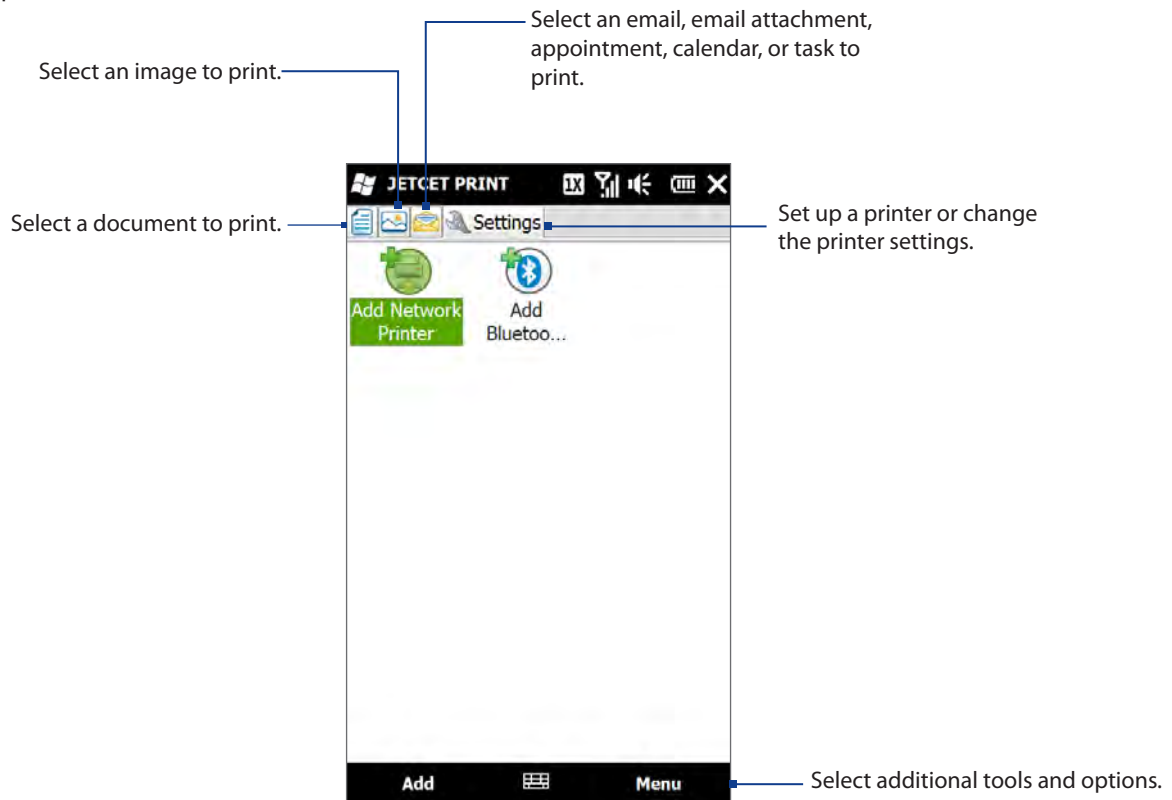 Select an email, email attachment,
appointment, calendar, or task to
print.
Select an image to print.
JETCET PRINT 1X
Select a document to print.
Settings
Set up a printer or change
the printer settings.
Add Network
Printer
Add
Bluetoo...
Add
Menu
Select additional tools and options.